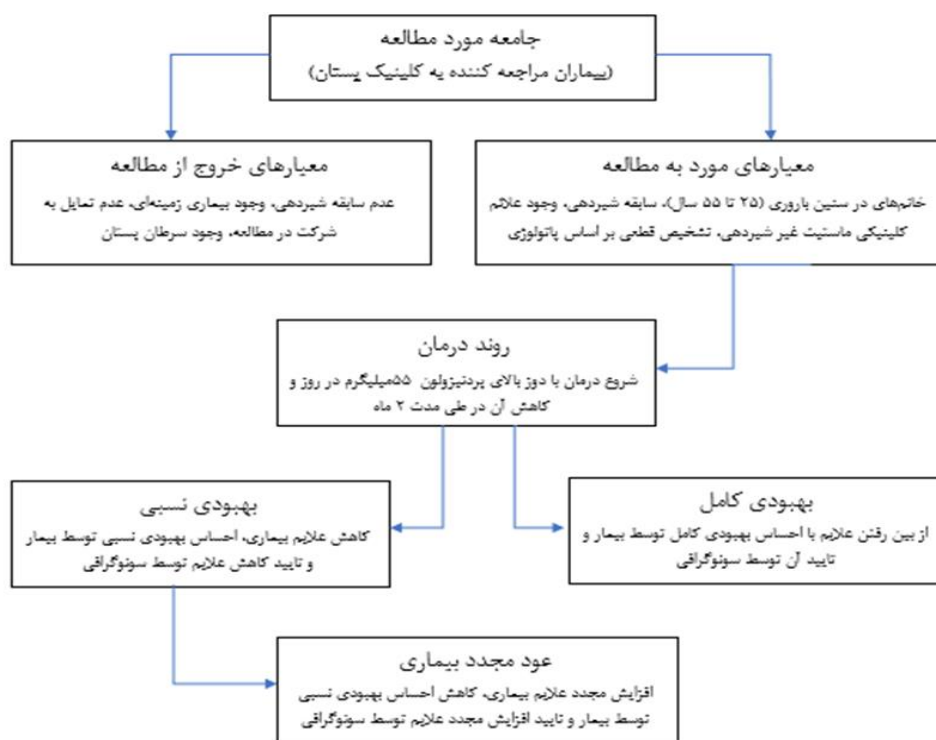 جامعه مورد مطالعه
(بیماران مراجعه کننده به کلینیک پستان)
معیارهای مورد به مطالعه
خانم‌های در سنین باروری (۲۵ تا ۵۵ سال)، سابقه شیردهی، وجود علائم
کلینیکی ماستیت غیر شیردهی، تشخیص قطعی بر اساس پاتولوژی
معیارهای خروج از مطالعه
عدم سابقه شیردهی، وجود بیماری زمینه‌ای، عدم تمایل به
شرکت در مطالعه، وجود سرطان پستان
روند درمان
شروع درمان با دوز بالای پردنیزولون ۵۵میلیگرم در روز و
کاهش آن در طی مدت ۲ ماه
بهبودی کامل
از بین رفتن علایم با احساس بهبودی کامل توسط بیمار و
تایید آن توسط سونوگرافی
بهبودی نسبی
کاهش علایم بیماری، احساس بهبودی نسبی توسط بیمار
و تایید کاهش علایم توسط سونوگرافی
عود مجدد بیماری
افزایش مجدد علایم بیماری، کاهش احساس بهبودی نسبی
توسط بیمار و تایید افزایش مجدد علایم توسط سونوگرافی